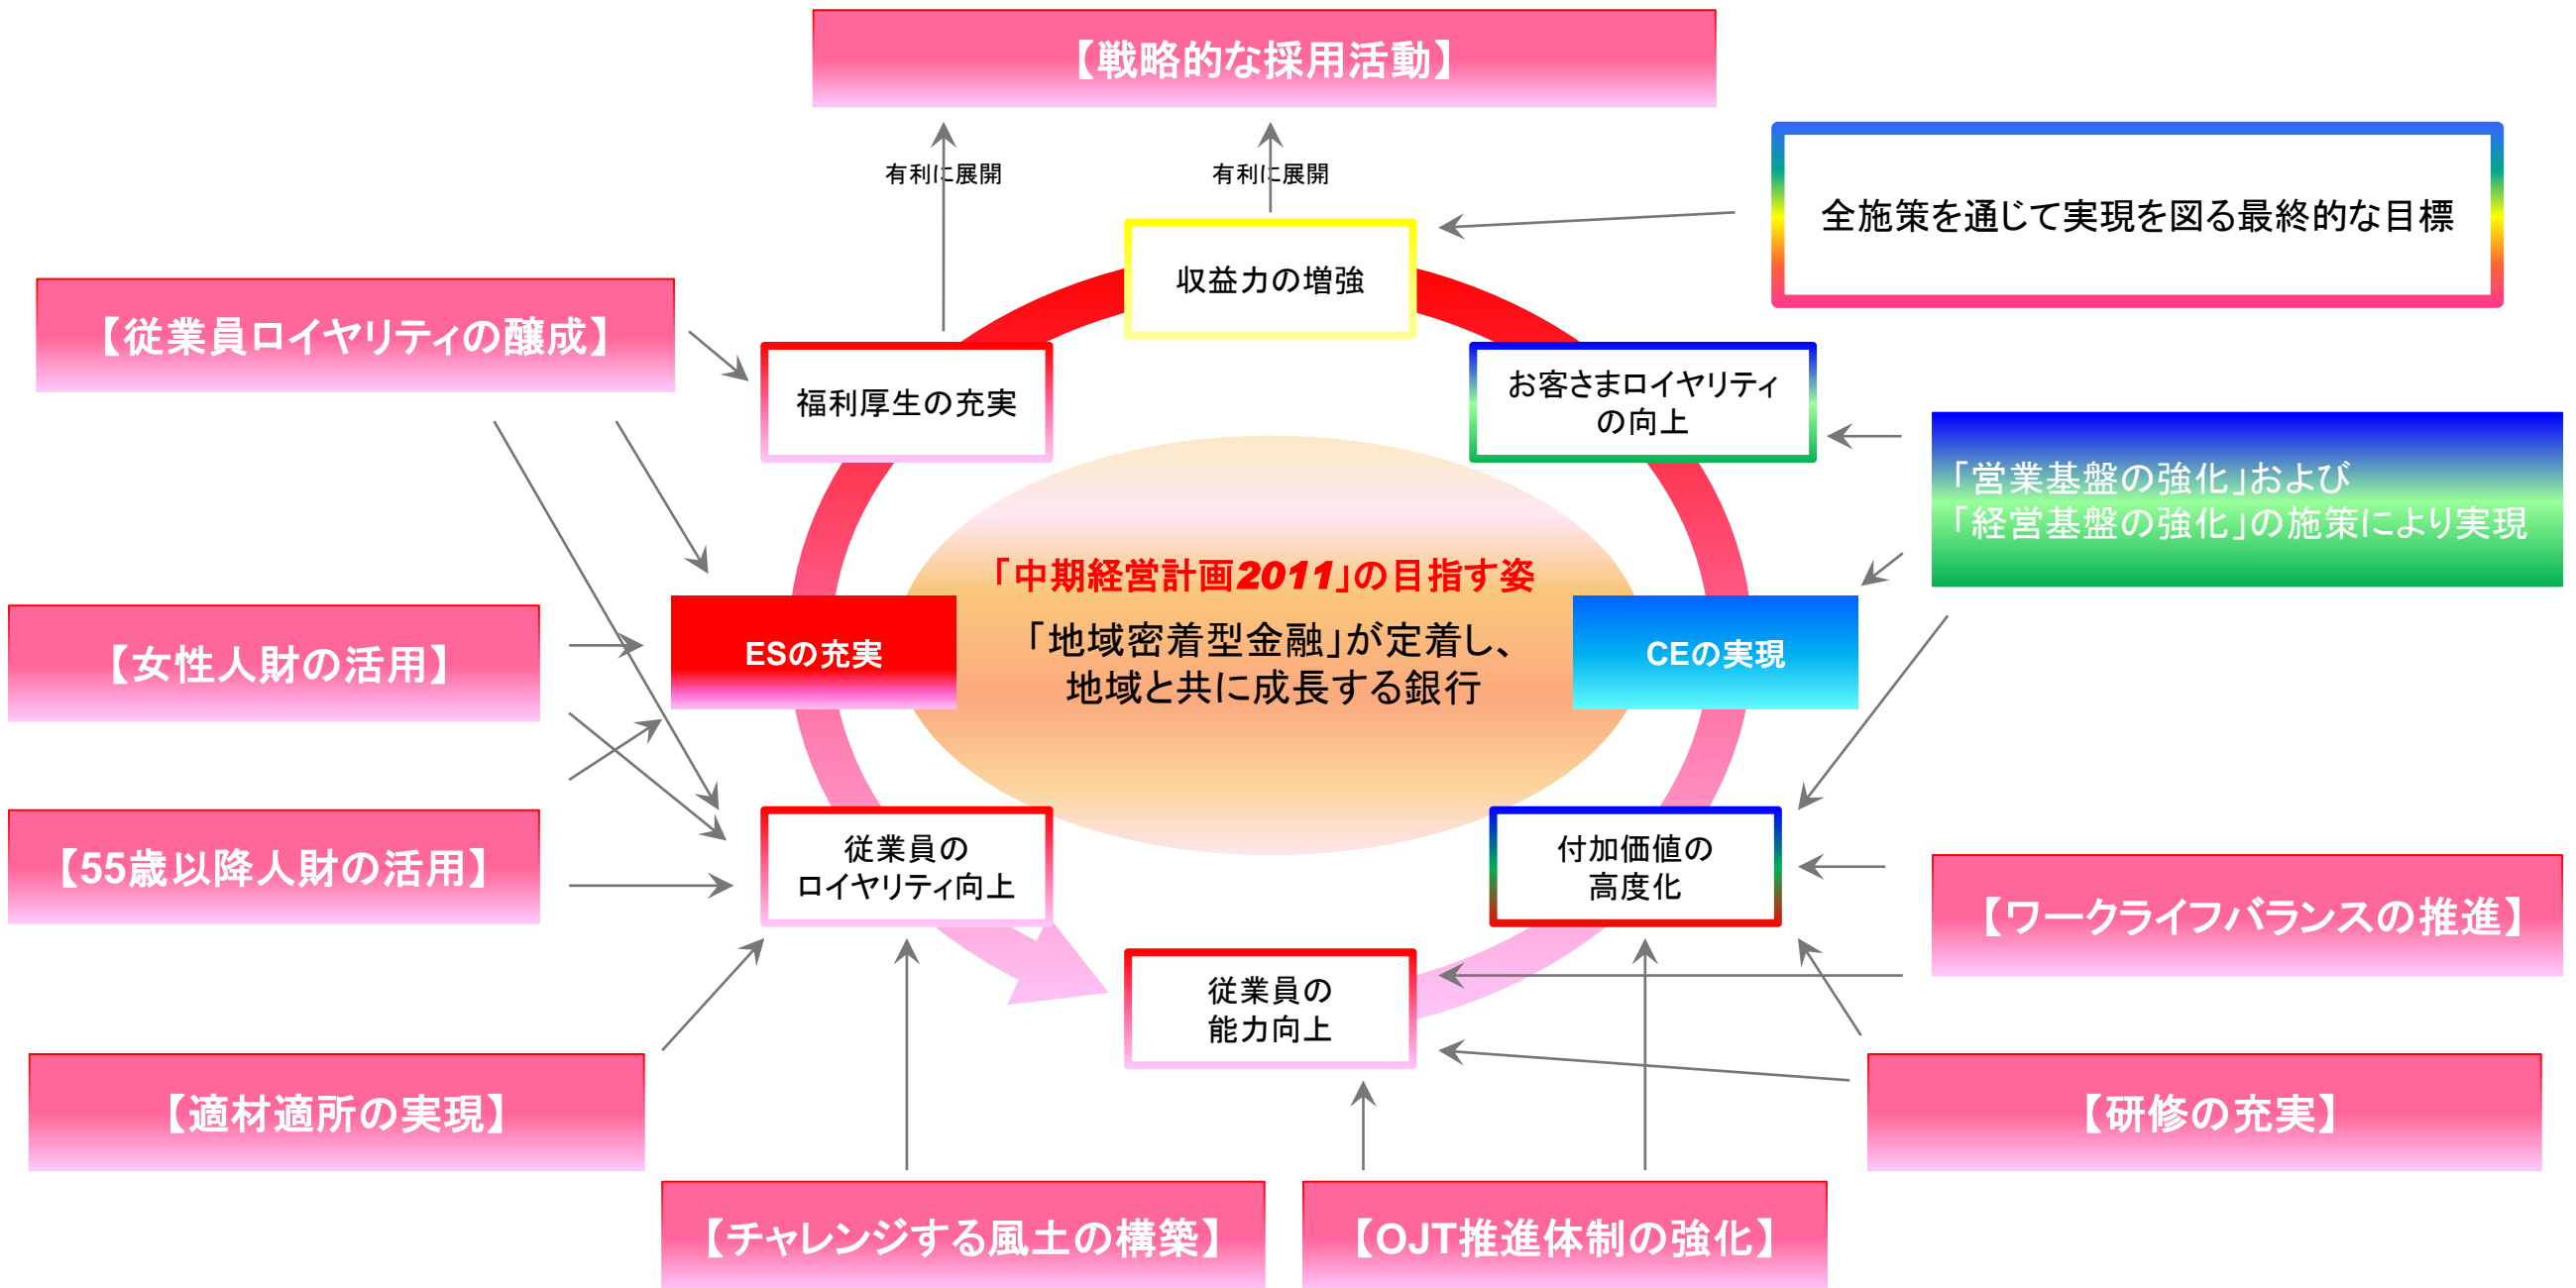 【戦略的な採用活動】
有利に展開
有利に展開
全施策を通じて実現を図る最終的な目標
収益力の増強
【従業員ロイヤリティの醸成】
福利厚生の充実
お客さまロイヤリティ
の向上
「営業基盤の強化」および
「経営基盤の強化」の施策により実現
「中期経営計画2011」の目指す姿
「地域密着型金融」が定着し、
地域と共に成長する銀行
ESの充実
CEの実現
【女性人財の活用】
【55歳以降人財の活用】
従業員の
ロイヤリティ向上
付加価値の
高度化
【ワークライフバランスの推進】
従業員の
能力向上
【適材適所の実現】
【研修の充実】
【チャレンジする風土の構築】
【OJT推進体制の強化】